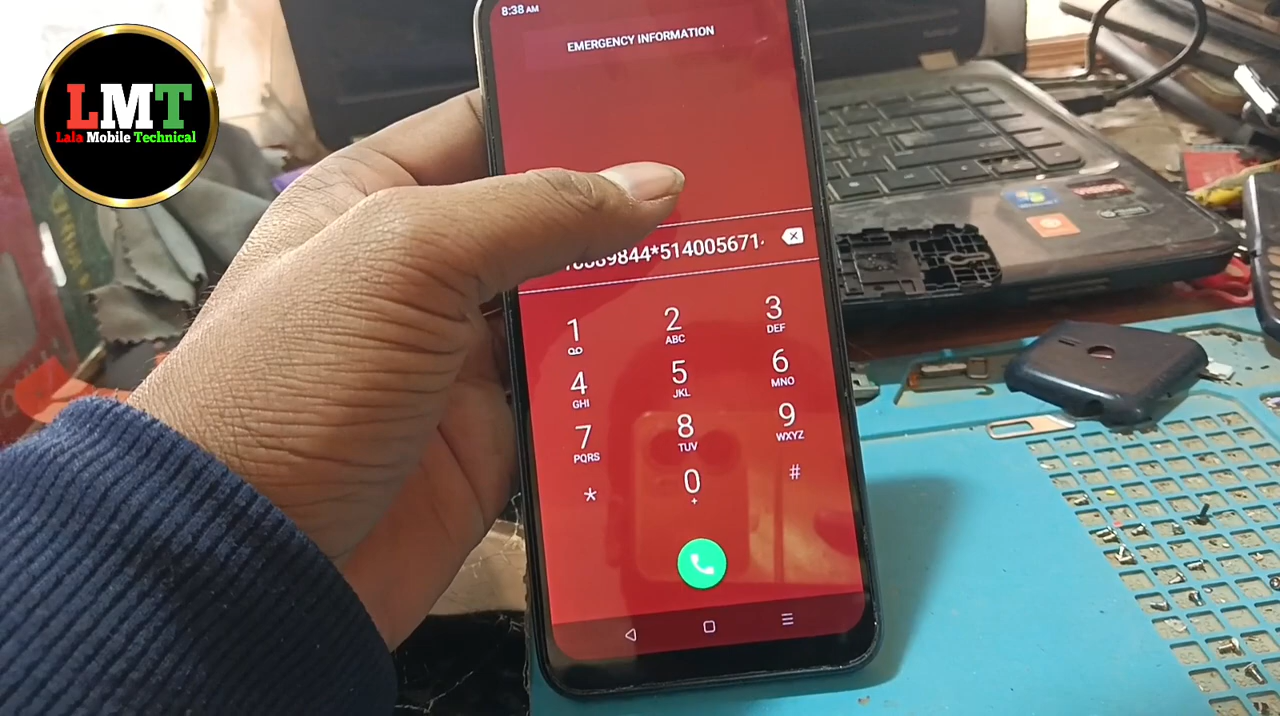 LMT
Lala Mobile Technical
8:38 AM
EMERGENCY INFORMATION
9844*514005671
1
2
ABC
3
DEF
4
GHI
5
JKL
6
MNO
7
PQRS
8
TUV
9
WXYZ
*
0
+
#